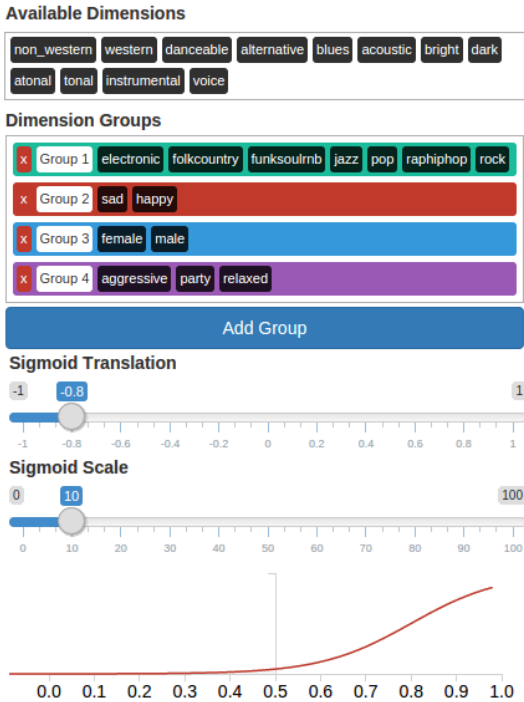 Available Dimensions
non_western western danceable alternative blues acoustic bright dark
atonal tonal instrumental voice
Dimension Groups
x Group 1 electronic folkcountry funksoulrnb jazz pop raphiphop rock
x Group 2 sad happy
x Group 3 female male
x Group 4 aggressive party relaxed
Add Group
Sigmoid Translation
-1 -0.8 1
-1 -0.8 -0.6 -0.4 -0.2 0 0.2 0.4 0.6 0.8 1
Sigmoid Scale
0 10 100
0 10 20 30 40 50 60 70 80 90 100
0.0 0.1 0.2 0.3 0.4 0.5 0.6 0.7 0.8 0.9 1.0